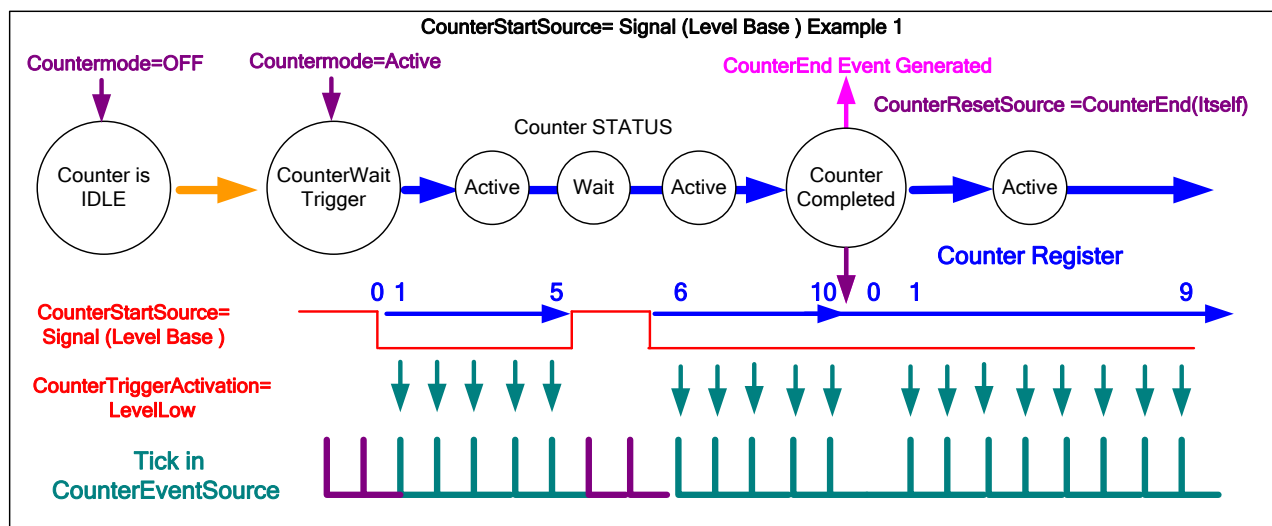 CounterStartSource= Signal (Level Base ) Example 1
Countermode=OFF
Countermode=Active
CounterEnd Event Generated
CounterResetSource =CounterEnd(Itself)
Counter STATUS
Counter is
IDLE
CounterWait
Trigger
Active
Wait
Active
Counter
Completed
Active
Counter Register
0 1 5 6 10 0 1 9
CounterStartSource=
Signal (Level Base )
CounterTriggerActivation=
LevelLow
Tick in
CounterEventSource